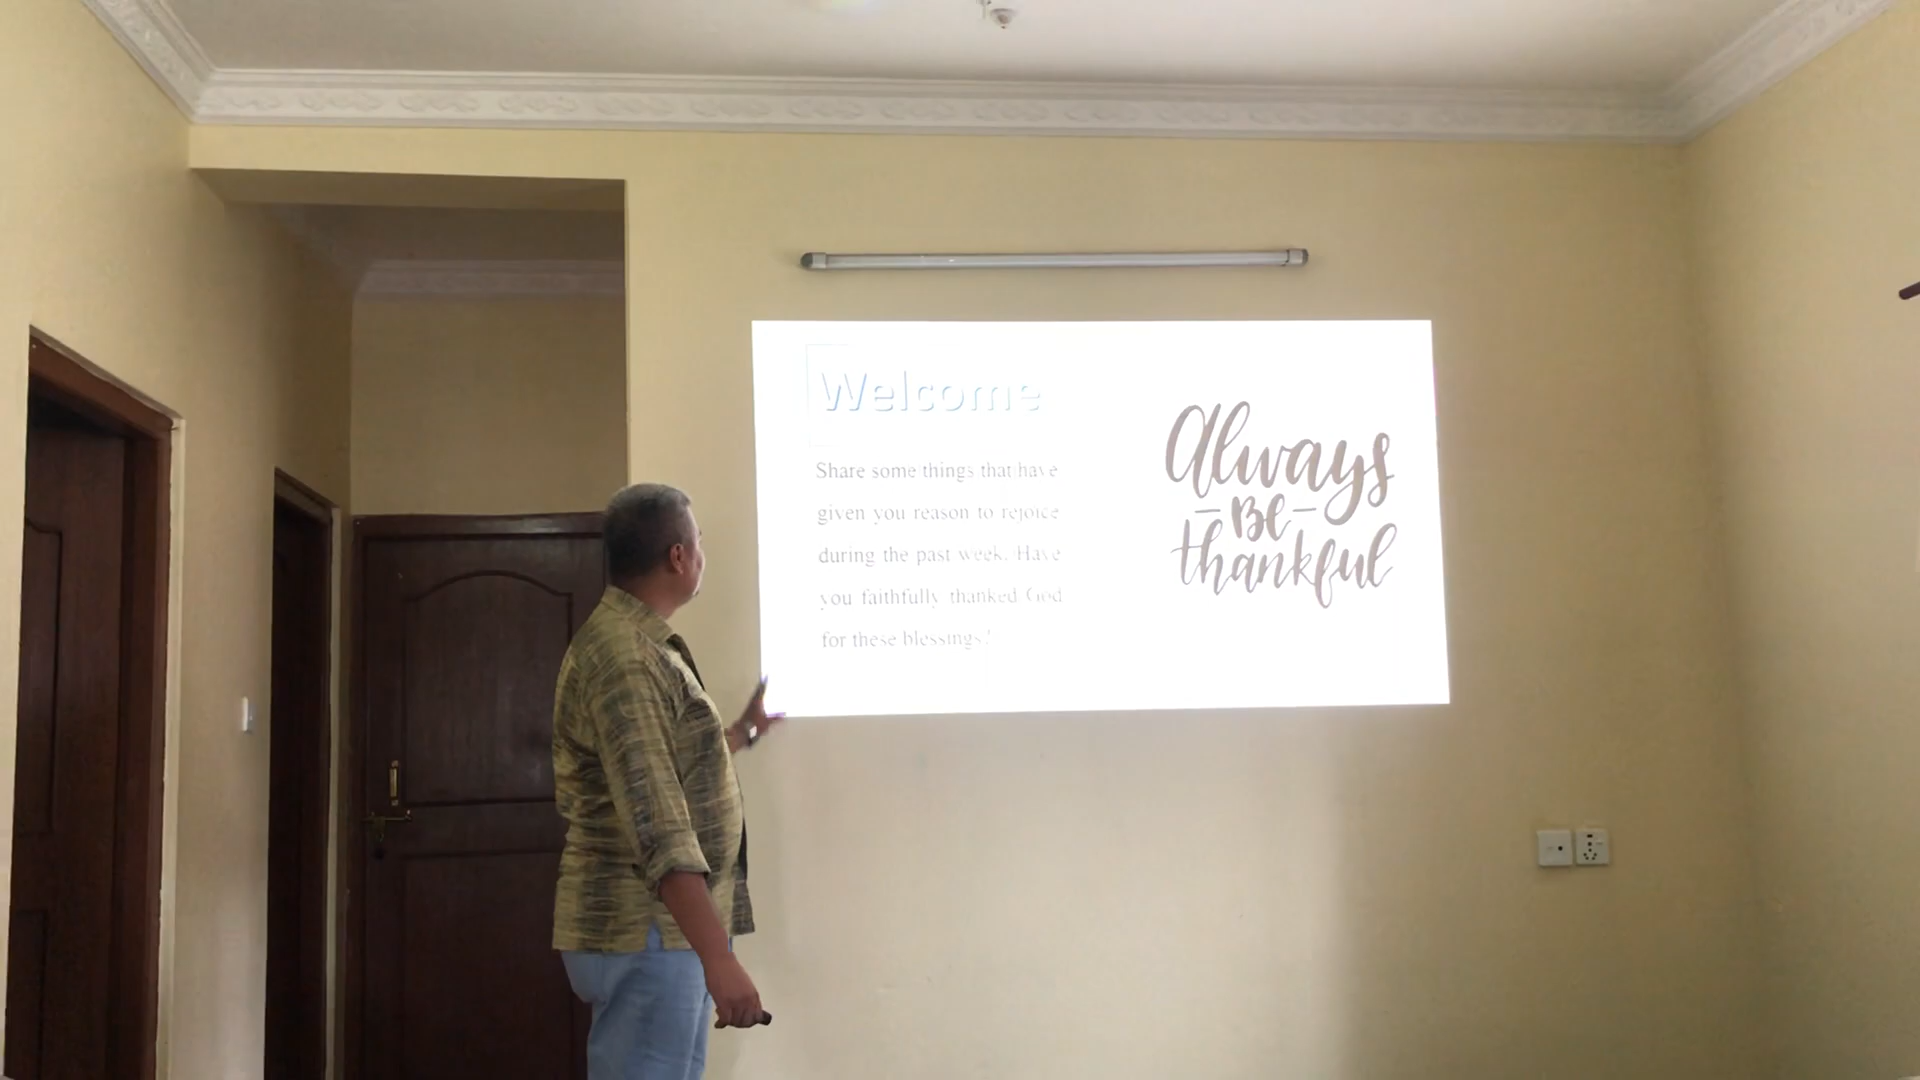 Welcome
Share some things that have
given you reason to rejoice
during the past week. Have
you faithfully thanked God
for these blessings?
Always
- Be -
thankful